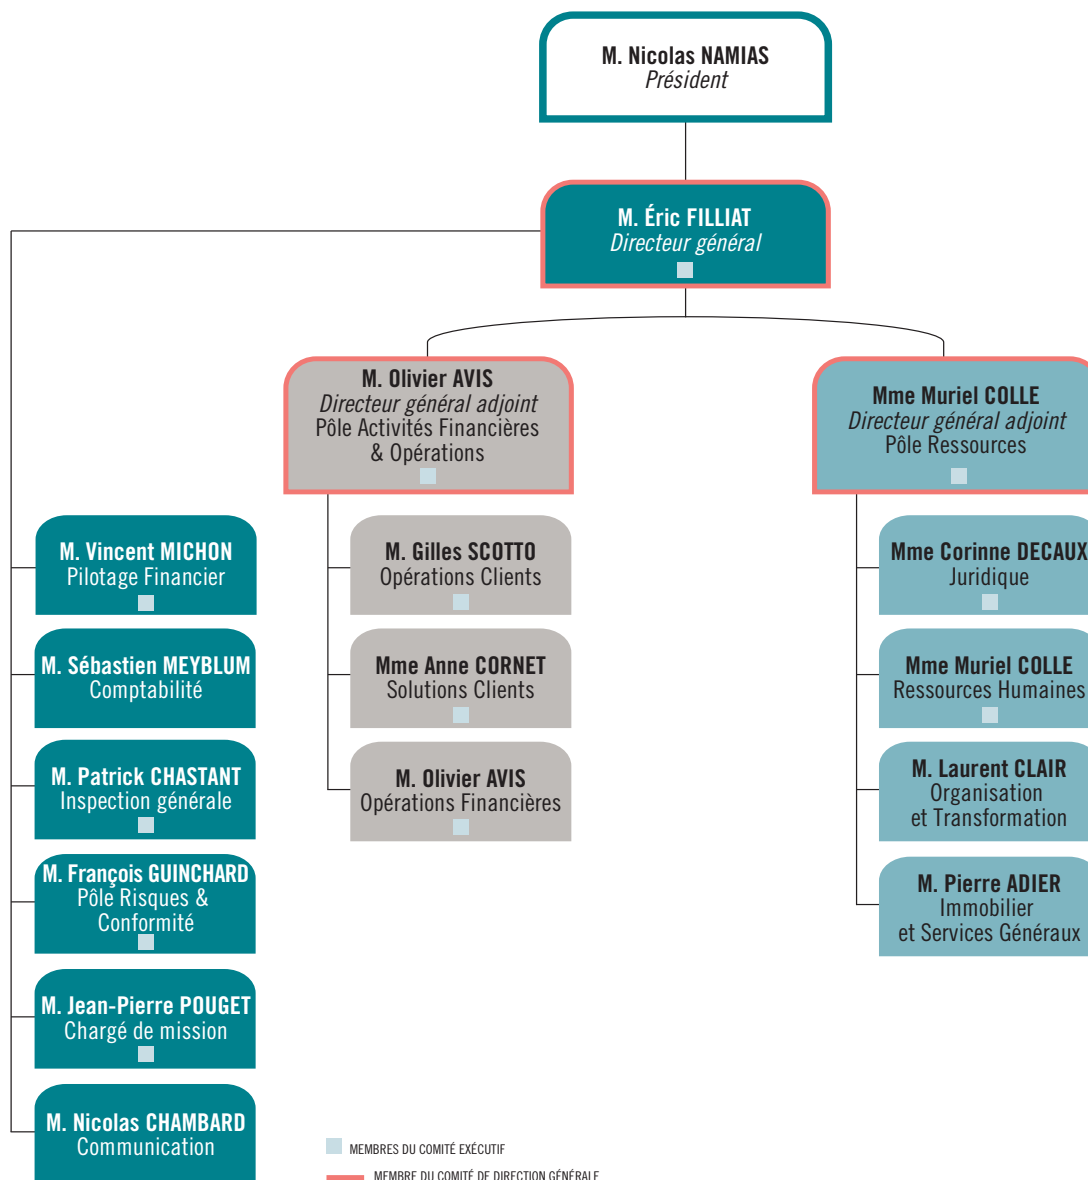 M. Nicolas NAMIAS
Président
M. Éric FILLIAT
Directeur général
M. Olivier AVIS
Directeur général adjoint
Pôle Activités Financières
& Opérations
Mme Muriel COLLE
Directeur général adjoint
Pôle Ressources
M. Vincent MICHON
Pilotage Financier
M. Sébastien MEYBLUM
Comptabilité
M. Patrick CHASTANT
Inspection générale
M. François GUINCHARD
Pôle Risques &
Conformité
M. Jean-Pierre POUGET
Chargé de mission
M. Nicolas CHAMBARD
Communication
M. Gilles SCOTTO
Opérations Clients
Mme Anne CORNET
Solutions Clients
M. Olivier AVIS
Opérations Financières
Mme Corinne DECAUX
Juridique
Mme Muriel COLLE
Ressources Humaines
M. Laurent CLAIR
Organisation
et Transformation
M. Pierre ADIER
Immobilier
et Services Généraux
MEMBRES DU COMITÉ EXÉCUTIF
MEMBRE DU COMITÉ DE DIRECTION GÉNÉRALE